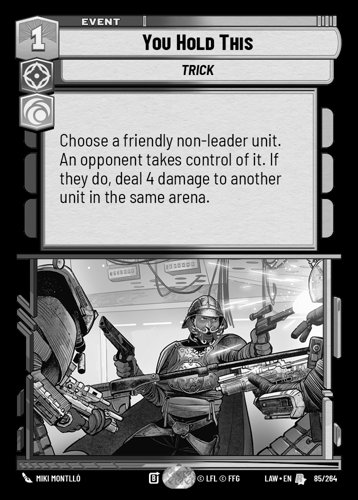 EVENT
1
YOU HOLD THIS
TRICK
Choose a friendly non-leader unit.
An opponent takes control of it. If
they do, deal 4 damage to another
unit in the same arena.
MIKI MONTLLÓ
© LFL © FFG
LAW • EN
85/264